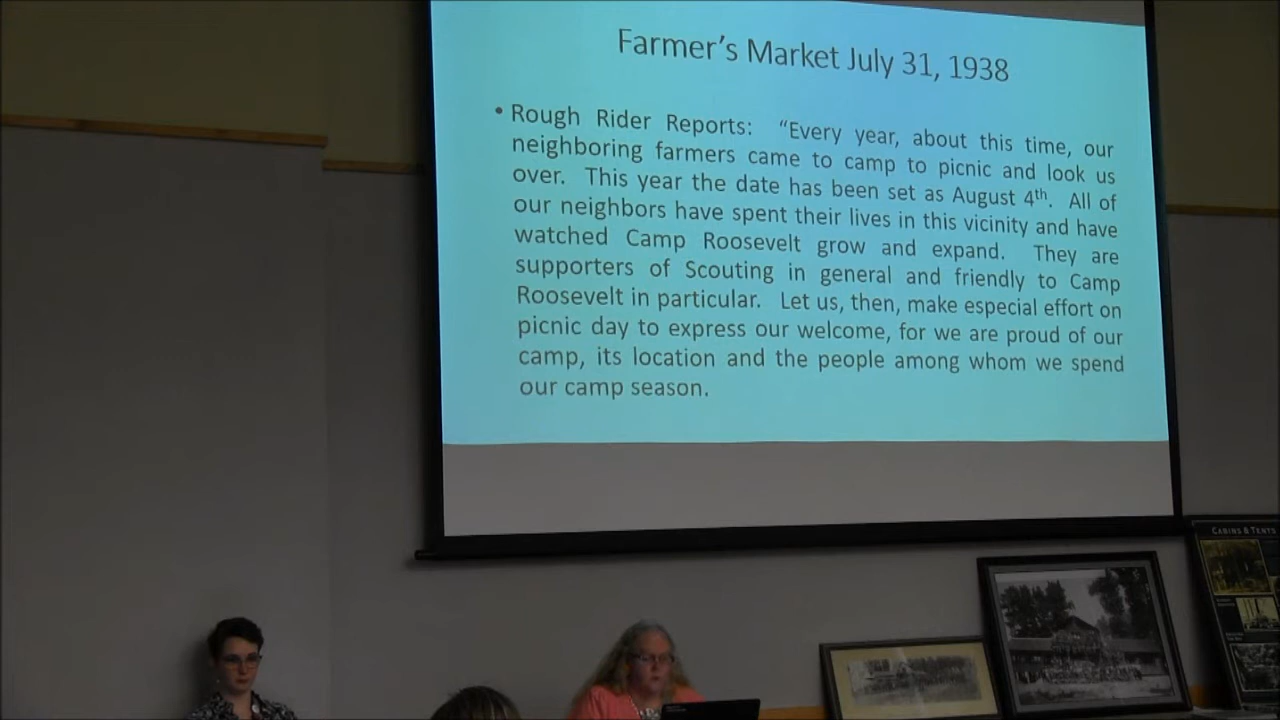 Farmer's Market July 31, 1938
• Rough Rider Reports: “Every year, about this time, our
neighboring farmers came to camp to picnic and look us
over. This year the date has been set as August 4th. All of
our neighbors have spent their lives in this vicinity and have
watched Camp Roosevelt grow and expand. They are
supporters of Scouting in general and friendly to Camp
Roosevelt in particular. Let us, then, make especial effort on
picnic day to express our welcome, for we are proud of our
camp, its location and the people among whom we spend
our camp season.
CABINS & TENTS